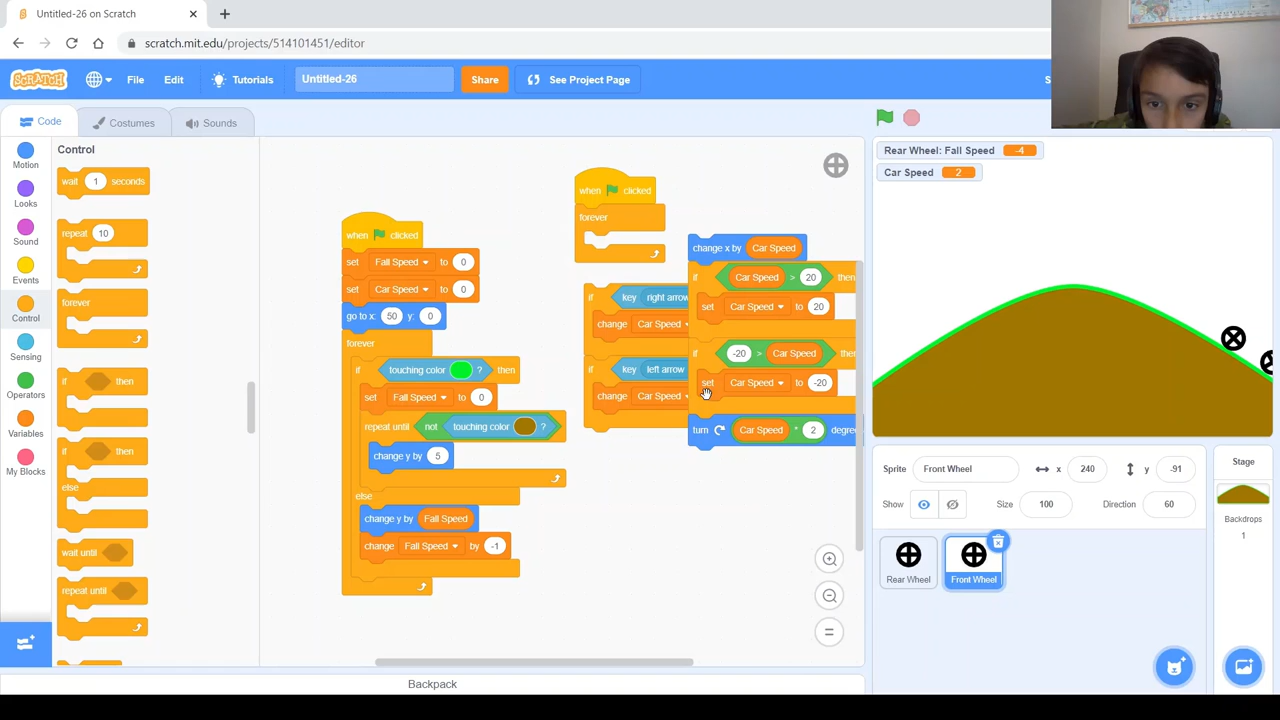 Untitled-26 on Scratch
scratch.mit.edu/projects/514101451/editor
SCRATCH
File
Edit
Tutorials
Untitled-26
Share
See Project Page
Code
Costumes
Sounds
Motion
Looks
Sound
Events
Control
Sensing
Operators
Variables
My Blocks
Control
wait 1 seconds
repeat 10
forever
if then
if then
else
wait until
repeat until
when clicked
set Fall Speed to 0
set Car Speed to 0
go to x: 50 y: 0
forever
if touching color ? then
set Fall Speed to 0
repeat until not touching color ?
change y by 5
else
change y by Fall Speed
change Fall Speed by -1
when clicked
forever
if key right arrow
change Car Speed
if key left arrow
change Car Speed
change x by Car Speed
if Car Speed > 20 then
set Car Speed to 20
if -20 > Car Speed then
set Car Speed to -20
turn Car Speed * 2 degrees
Backpack
Rear Wheel: Fall Speed -4
Car Speed 2
Sprite Front Wheel x 240 y -91
Show Size 100 Direction 60
Rear Wheel
Front Wheel
Stage
Backdrops
1